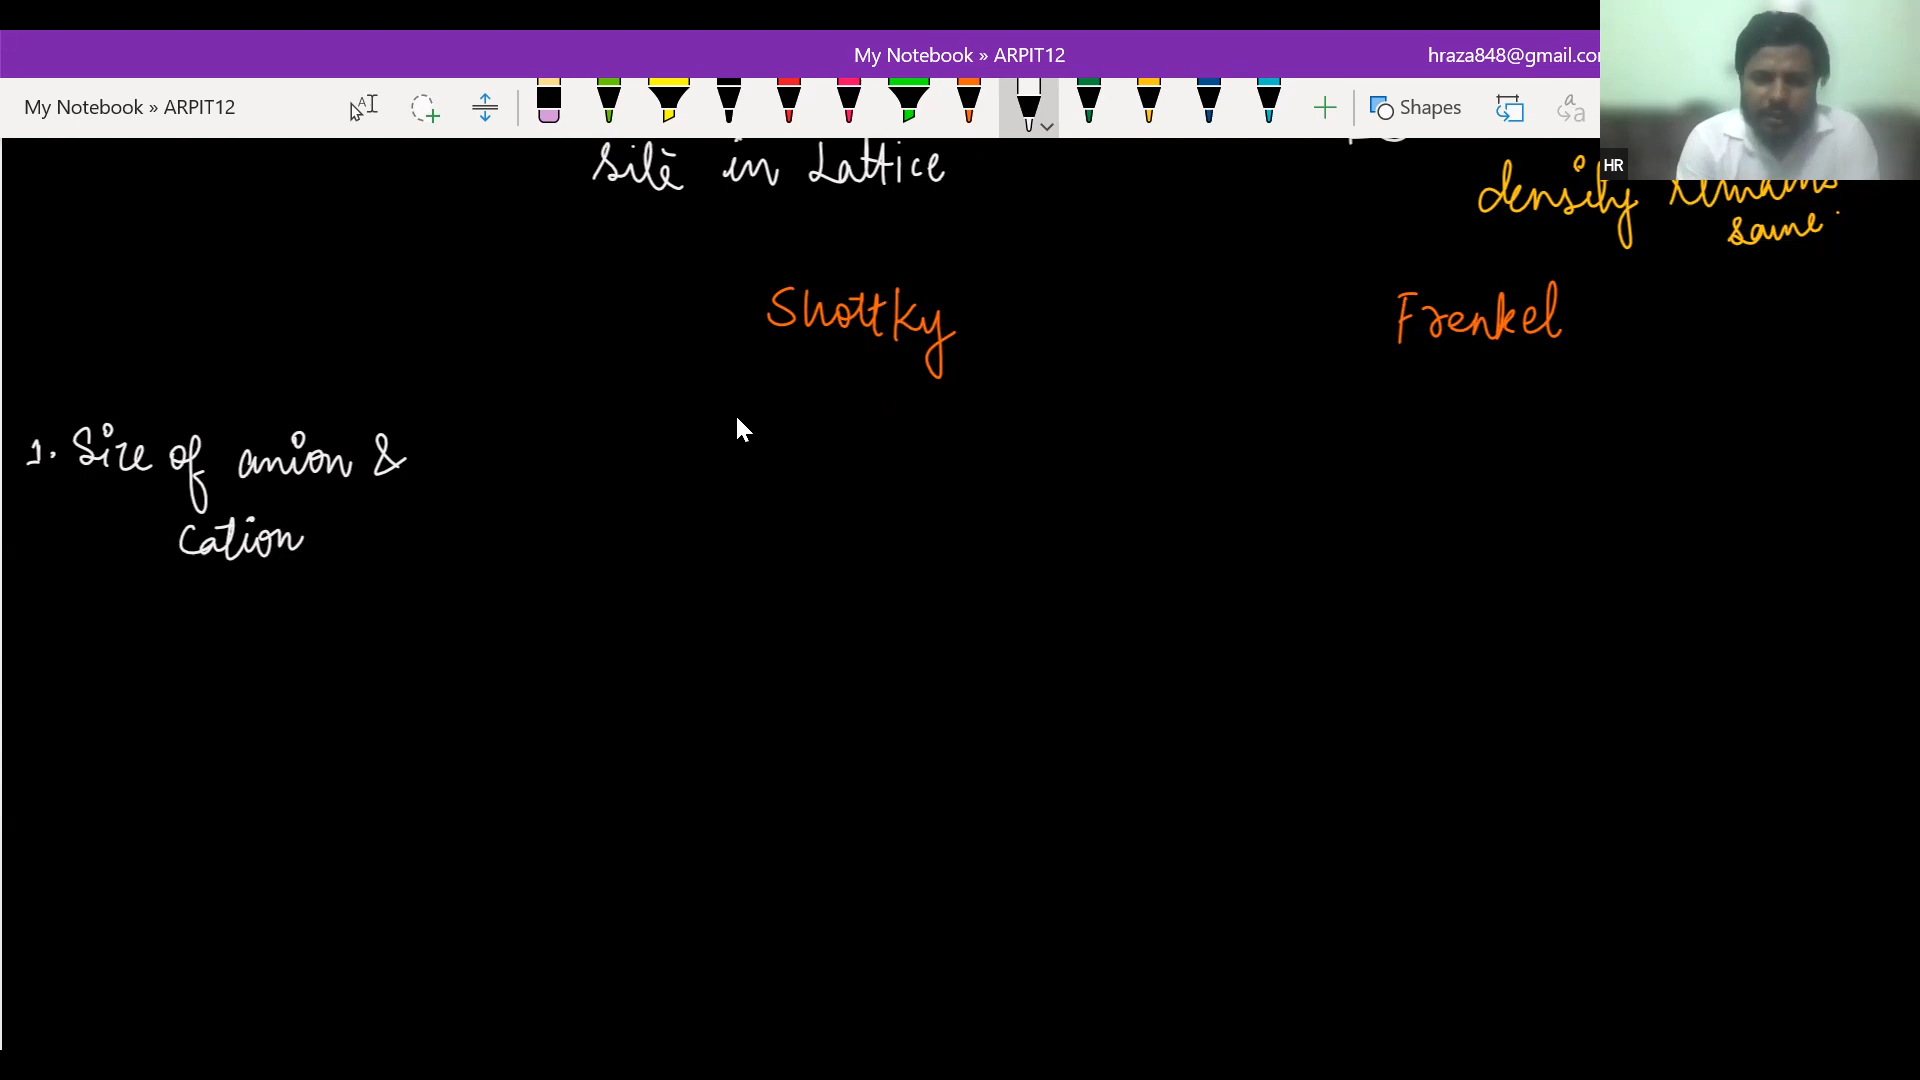 My Notebook » ARPIT12
hraza848@gmail.co
My Notebook » ARPIT12
Shapes
HR
site in Lattice
density remains
same
Shottky
Frenkel
1. Size of anion &
cation